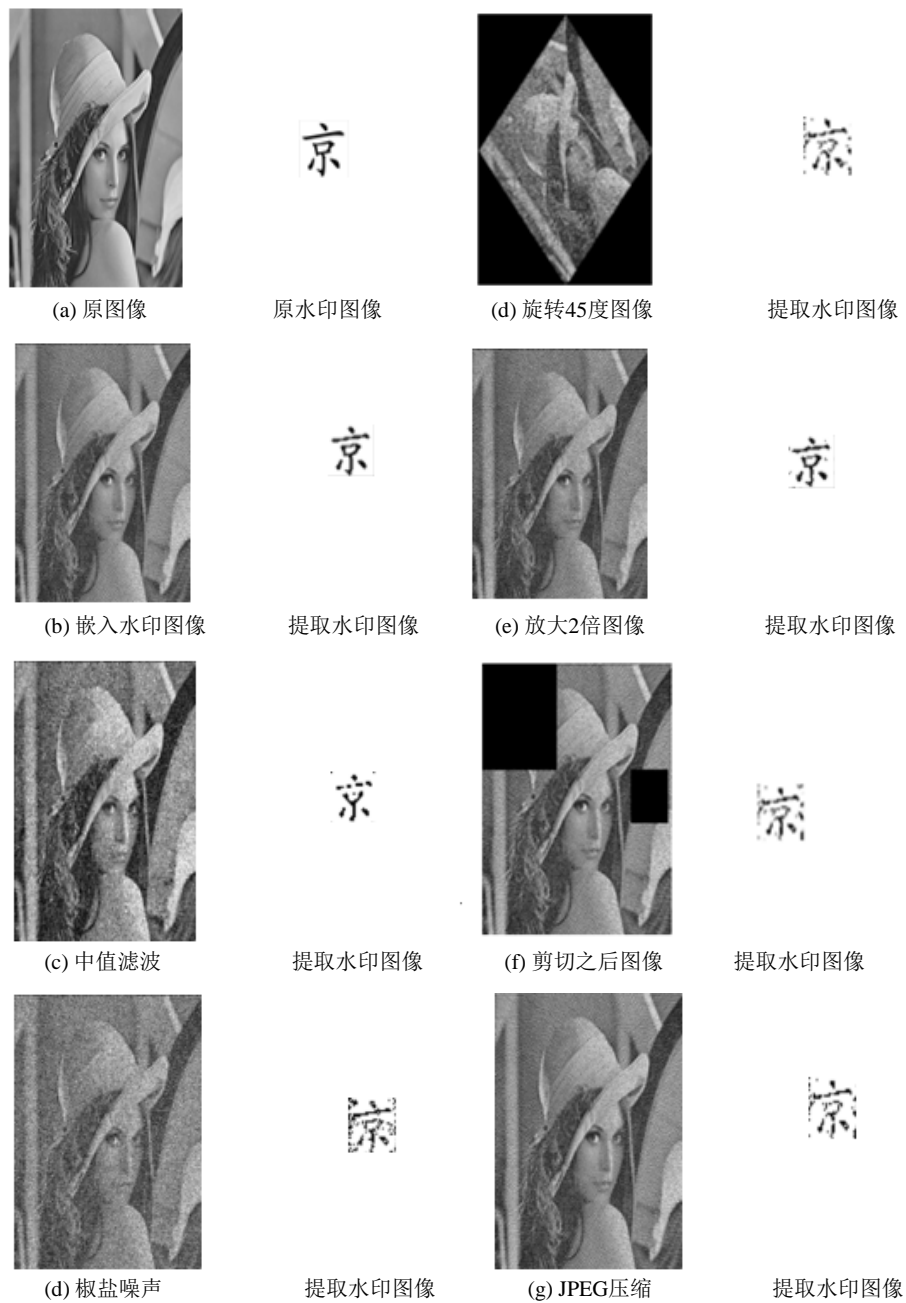 京
京
(a) 原图像 原水印图像 (d) 旋转45度图像 提取水印图像
京
京
(b) 嵌入水印图像 提取水印图像 (e) 放大2倍图像 提取水印图像
京
京
(c) 中值滤波 提取水印图像 (f) 剪切之后图像 提取水印图像
京
京
(d) 椒盐噪声 提取水印图像 (g) JPEG压缩 提取水印图像